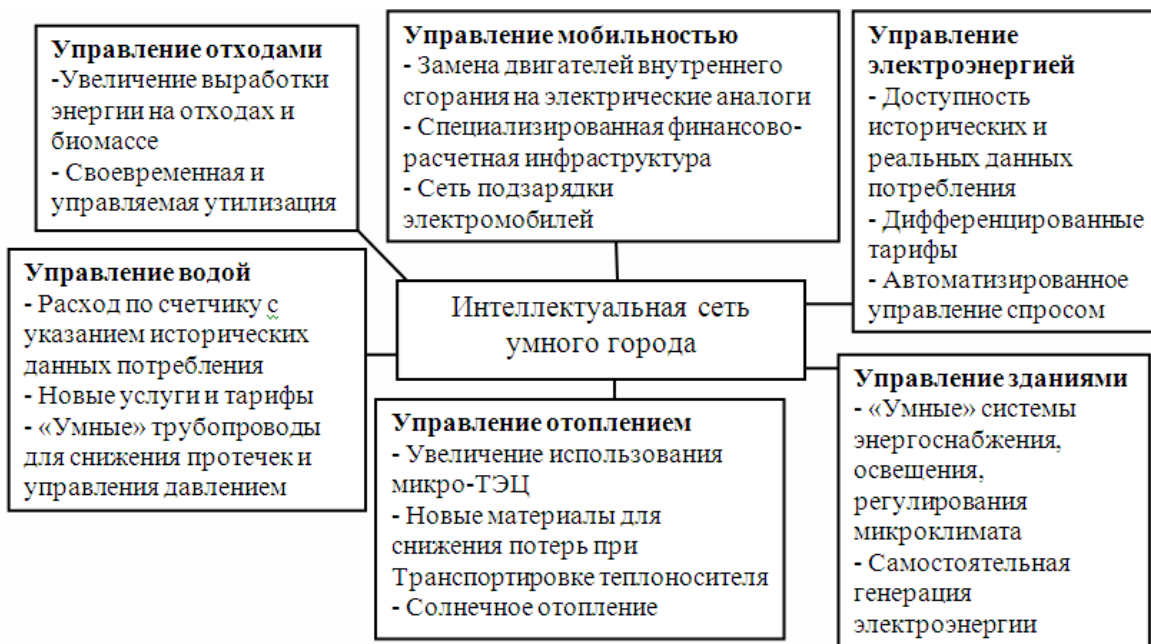 Управление отходами
-Увеличение выработки
энергии на отходах и
биомассе
- Своевременная и
управляемая утилизация
Управление мобильностью
- Замена двигателей внутреннего
сгорания на электрические аналоги
- Специализированная финансово-
расчетная инфраструктура
- Сеть подзарядки
электромобилей
Управление
электроэнергией
- Доступность
исторических и
реальных данных
потребления
- Дифференцированные
тарифы
- Автоматизированное
управление спросом
Управление водой
- Расход по счетчику с
указанием исторических
данных потребления
- Новые услуги и тарифы
- «Умные» трубопроводы
для снижения протечек и
управления давлением
Интеллектуальная сеть
умного города
Управление отоплением
- Увеличение использования
микро-ТЭЦ
- Новые материалы для
снижения потерь при
Транспортировке теплоносителя
- Солнечное отопление
Управление зданиями
- «Умные» системы
энергоснабжения,
освещения,
регулирования
микроклимата
- Самостоятельная
генерация
электроэнергии